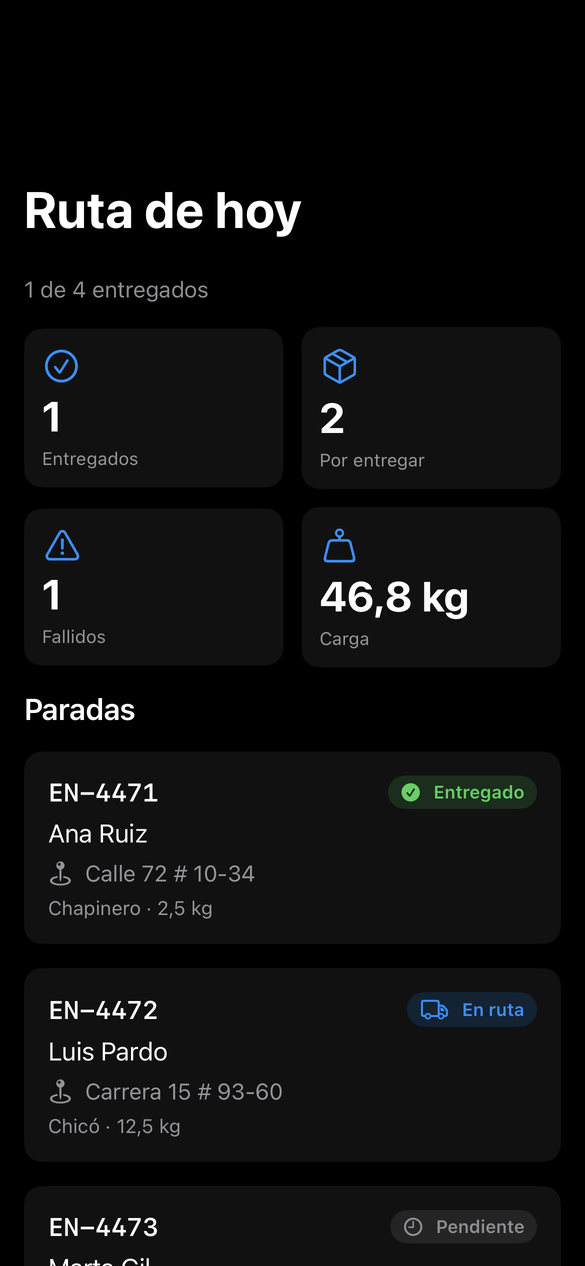 Ruta de hoy
1 de 4 entregados
1
Entregados
2
Por entregar
1
Fallidos
46,8 kg
Carga
Paradas
EN–4471
Entregado
Ana Ruiz
Calle 72 # 10-34
Chapinero · 2,5 kg
EN–4472
En ruta
Luis Pardo
Carrera 15 # 93-60
Chicó · 12,5 kg
EN–4473
Pendiente
Marta Gil